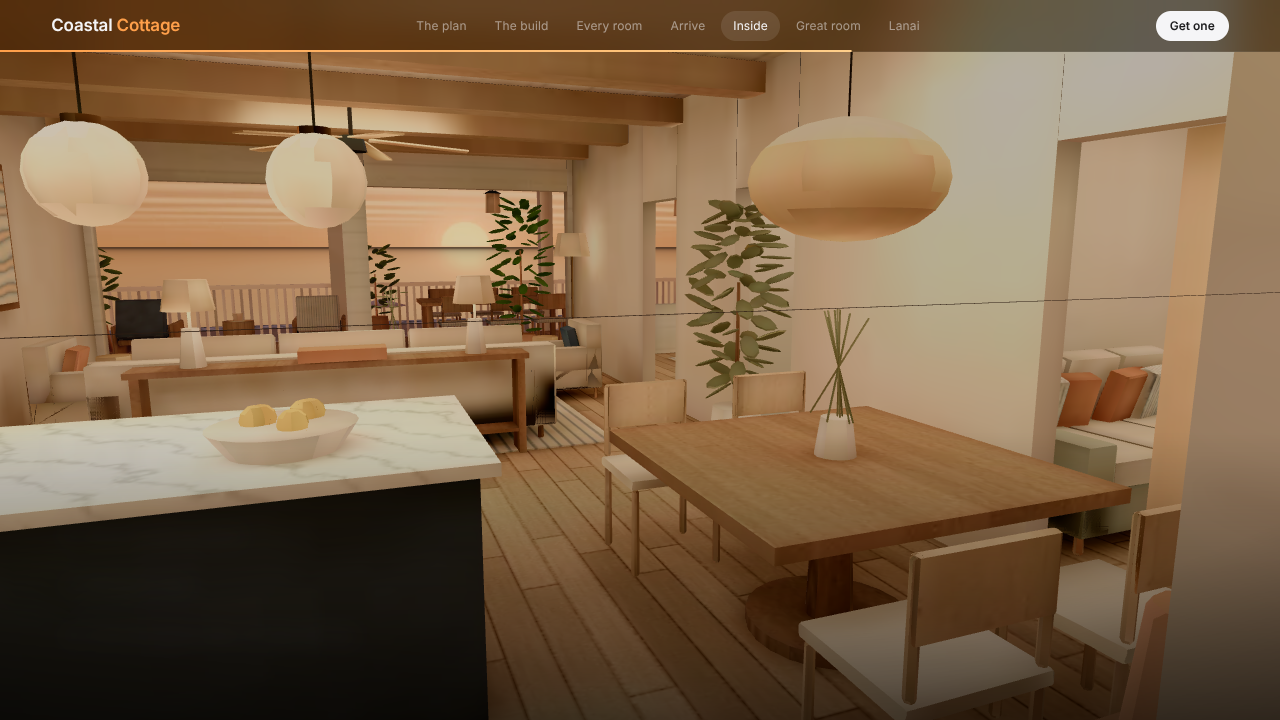 Coastal Cottage
The plan
The build
Every room
Arrive
Inside
Great room
Lanai
Get one